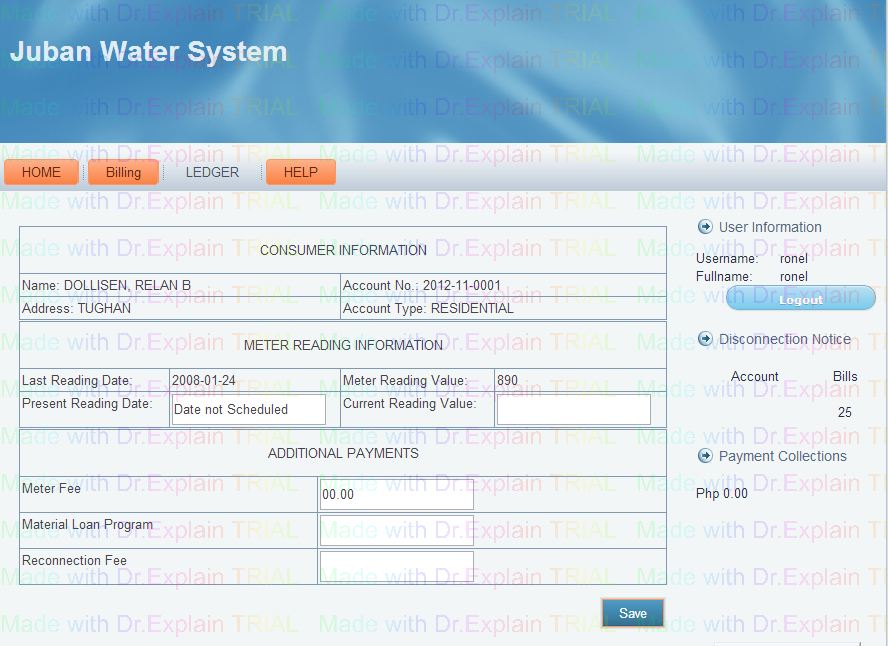 Juban Water System
HOME Billing LEDGER HELP
CONSUMER INFORMATION
Name: DOLLISEN, RELAN B Account No.: 2012-11-0001
Address: TUGHAN Account Type: RESIDENTIAL
METER READING INFORMATION
Last Reading Date: 2008-01-24 Meter Reading Value: 890
Present Reading Date: Date not Scheduled Current Reading Value:
ADDITIONAL PAYMENTS
Meter Fee 00.00
Material Loan Program
Reconnection Fee
Save
User Information
Username: ronel
Fullname: ronel
Logout
Disconnection Notice
Account Bills
25
Payment Collections
Php 0.00
Made with Dr.Explain TRIAL